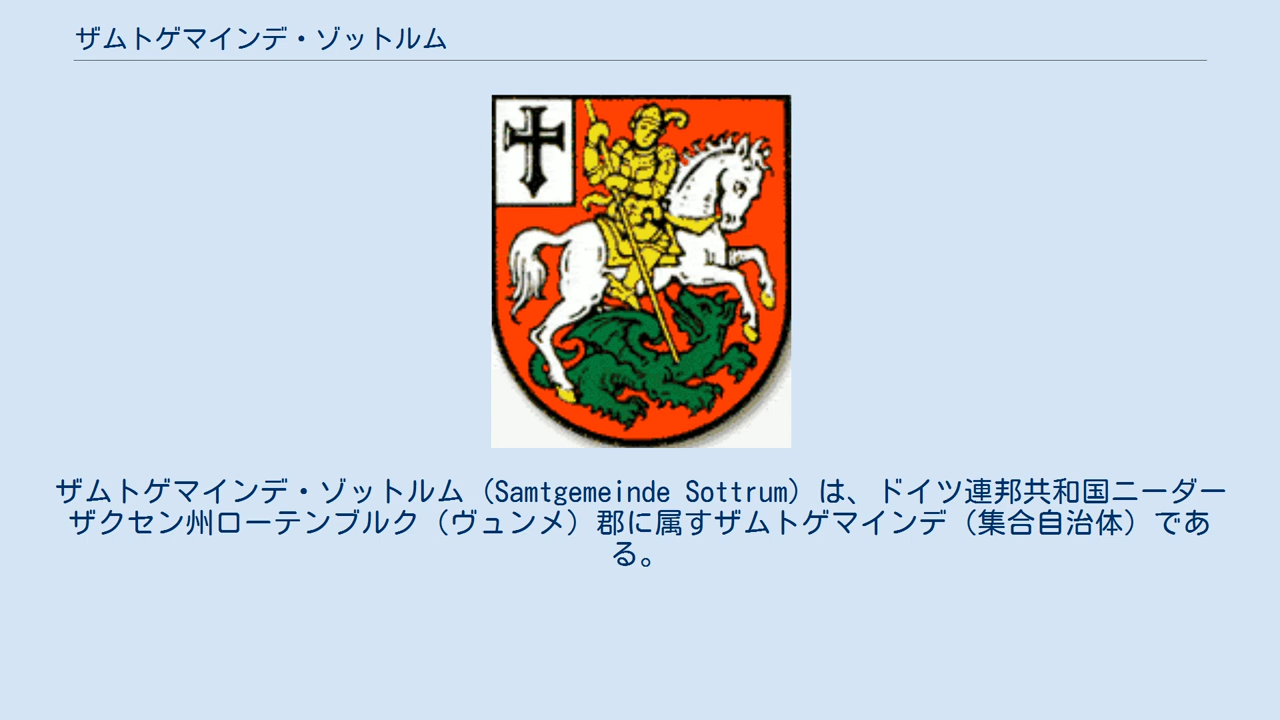 ザムトゲマインデ・ゾットルム
ザムトゲマインデ・ゾットルム（Samtgemeinde Sottrum）は、ドイツ連邦共和国ニーダー
ザクセン州ローテンブルク（ヴュンメ）郡に属すザムトゲマインデ（集合自治体）であ
る。